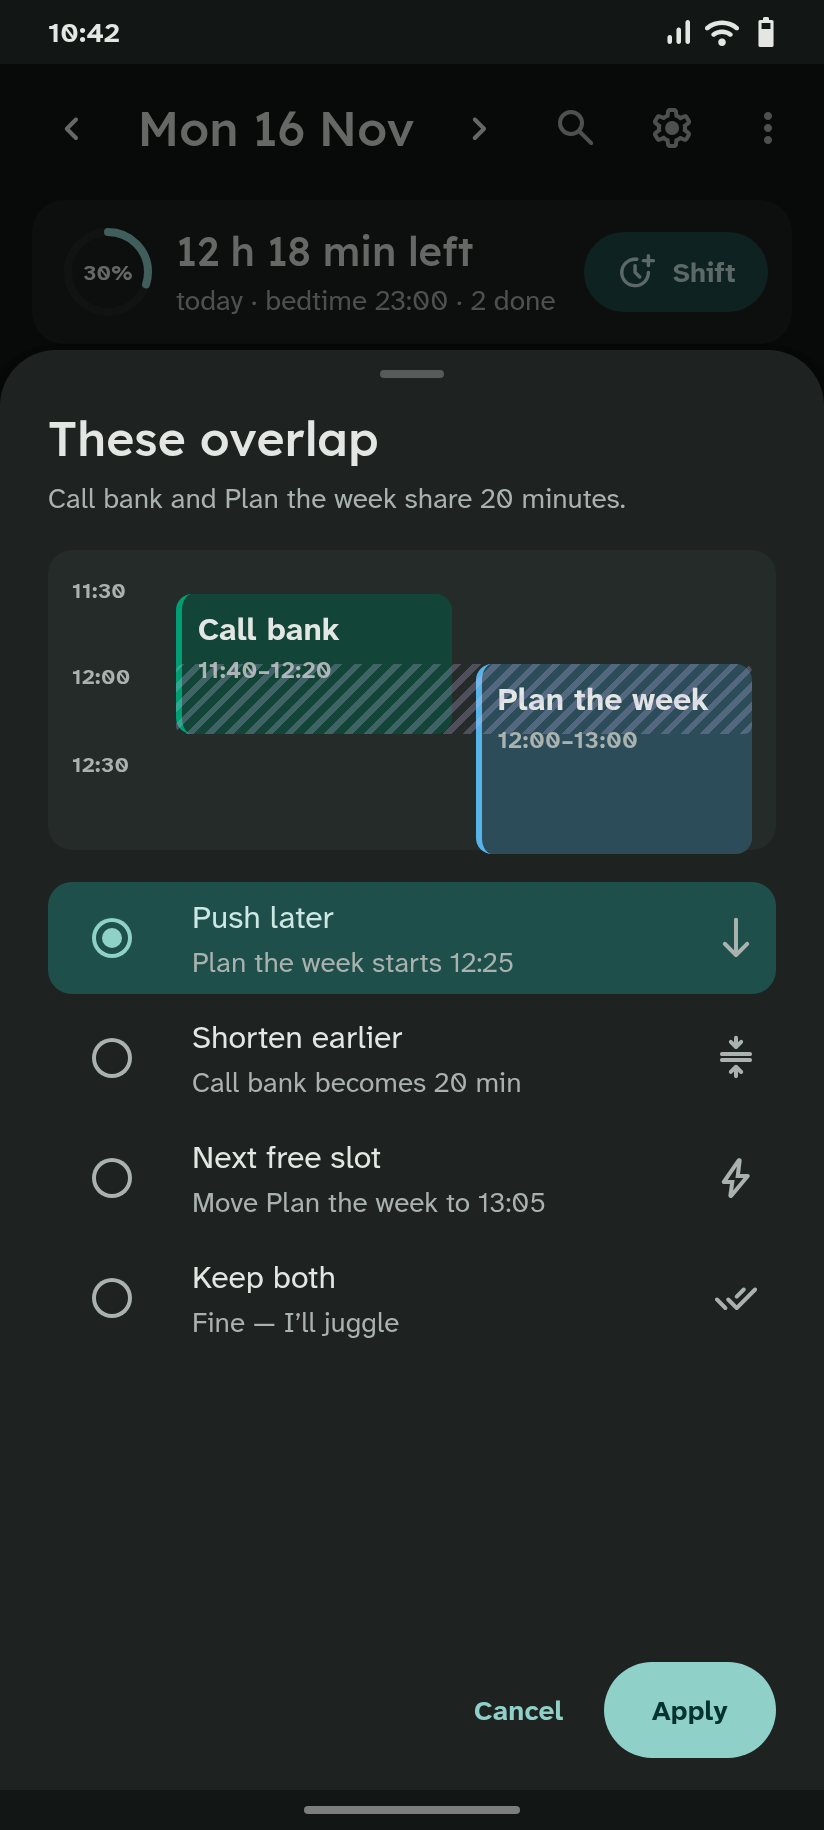 10:42
Mon 16 Nov
30%
12 h 18 min left
today · bedtime 23:00 · 2 done
Shift
These overlap
Call bank and Plan the week share 20 minutes.
11:30
Call bank
11:40–12:20
12:00
Plan the week
12:00–13:00
12:30
Push later
Plan the week starts 12:25
Shorten earlier
Call bank becomes 20 min
Next free slot
Move Plan the week to 13:05
Keep both
Fine — I’ll juggle
Cancel
Apply